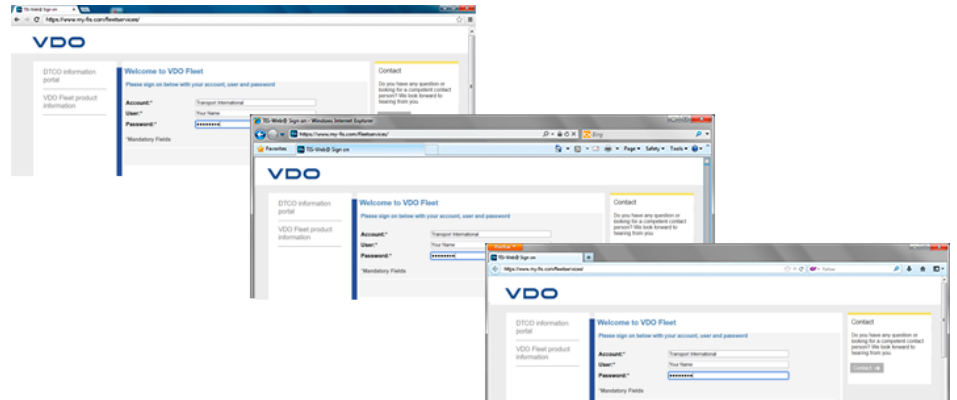 TIS-Web® Sign on
https://www.my-fis.com/fleetservices/
VDO
DTCO information
portal
VDO Fleet product
information
Welcome to VDO Fleet
Please sign on below with your account, user and password
Account:*
Transport International
User:*
Your Name
Password:*
*Mandatory Fields
Contact
Do you have any question or
looking for a competent contact
person? We look forward to
hearing from you.
TIS-Web® Sign on - Windows Internet Explorer
https://www.my-fis.com/fleetservices/
Bing
Favorites
TIS-Web® Sign on
Page
Safety
Tools
VDO
DTCO information
portal
VDO Fleet product
information
Welcome to VDO Fleet
Please sign on below with your account, user and password
Account:*
Transport International
User:*
Your Name
Password:*
*Mandatory Fields
Contact
Do you have any question or
looking for a competent contact
person? We look forward to
hearing from you.
Firefox
TIS-Web® Sign on
https://www.my-fis.com/fleetservices/
Yahoo
VDO
DTCO information
portal
VDO Fleet product
information
Welcome to VDO Fleet
Please sign on below with your account, user and password
Account:*
Transport International
User:*
Your Name
Password:*
*Mandatory Fields
Contact
Do you have any question or
looking for a competent contact
person? We look forward to
hearing from you.
Contact